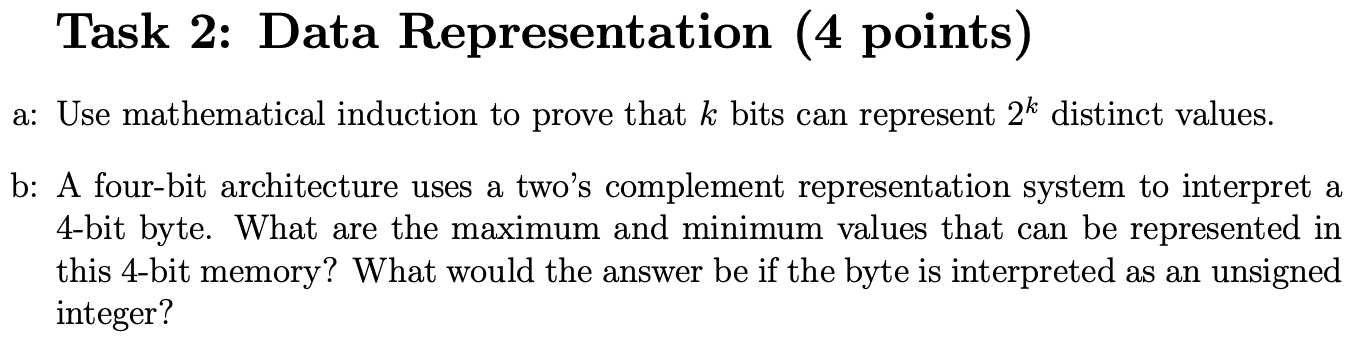 Task 2: Data Representation (4 points)
a: Use mathematical induction to prove that k bits can represent 2^k distinct values.
b: A four-bit architecture uses a two's complement representation system to interpret a
4-bit byte. What are the maximum and minimum values that can be represented in
this 4-bit memory? What would the answer be if the byte is interpreted as an unsigned
integer?